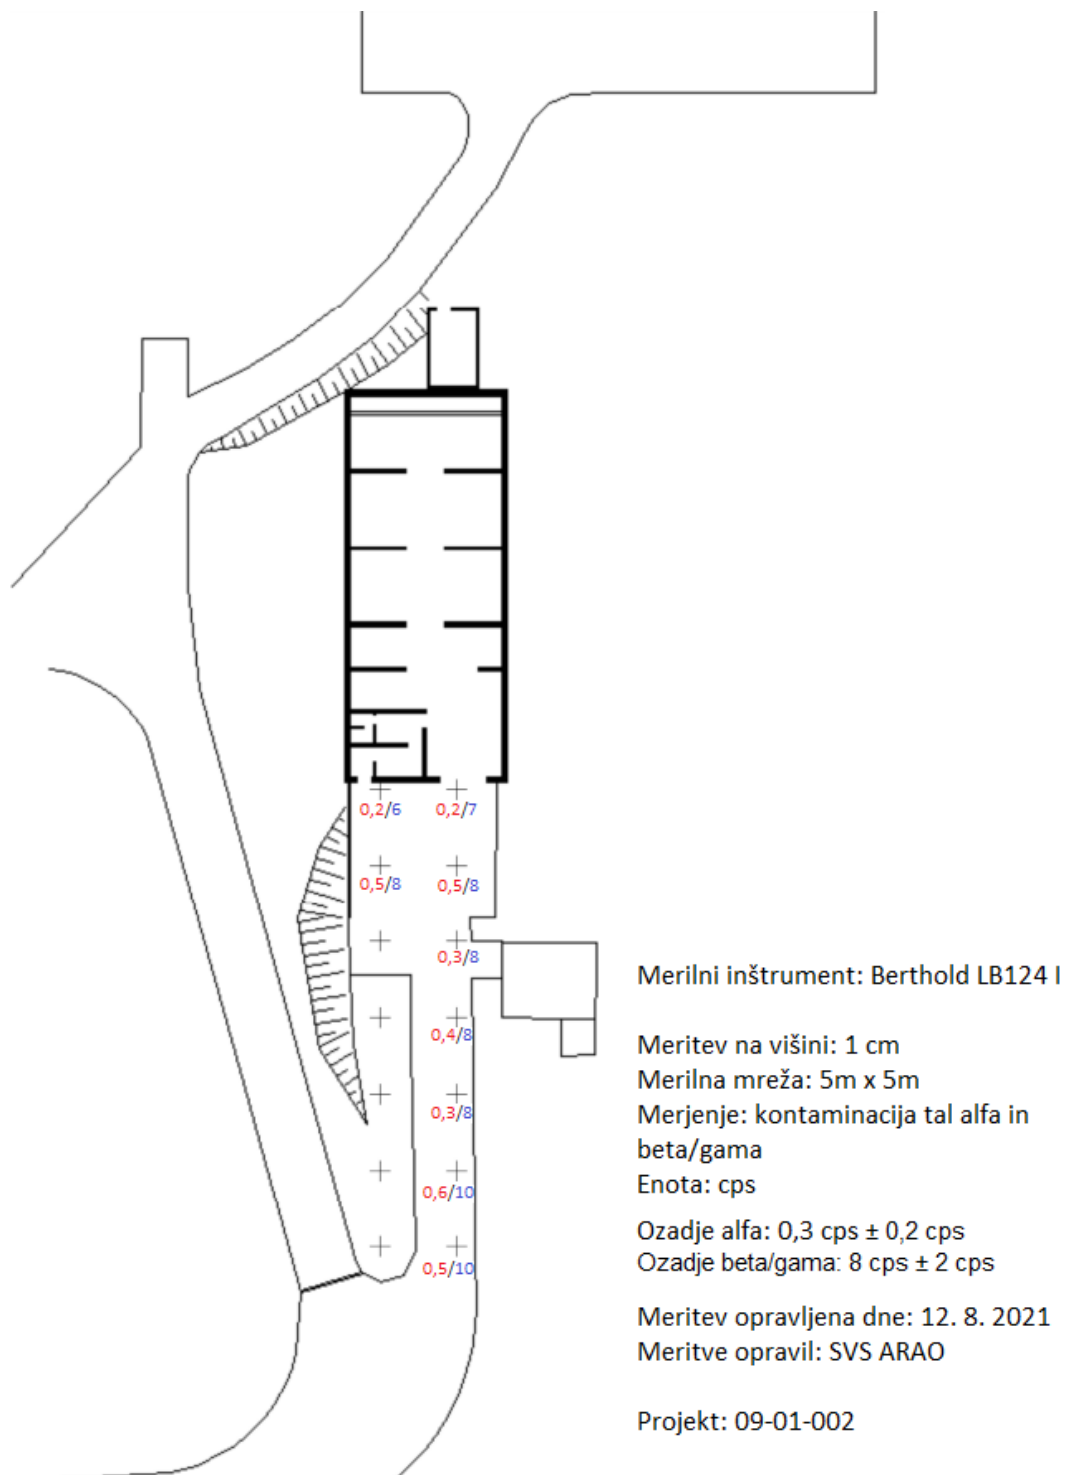 0,2/6 0,2/7
0,5/8 0,5/8
0,3/8
0,4/8
0,3/8
0,6/10
0,5/10
Merilni inštrument: Berthold LB124 I
Meritev na višini: 1 cm
Merilna mreža: 5m x 5m
Merjenje: kontaminacija tal alfa in
beta/gama
Enota: cps
Ozadje alfa: 0,3 cps ± 0,2 cps
Ozadje beta/gama: 8 cps ± 2 cps
Meritev opravljena dne: 12. 8. 2021
Meritve opravil: SVS ARAO
Projekt: 09-01-002